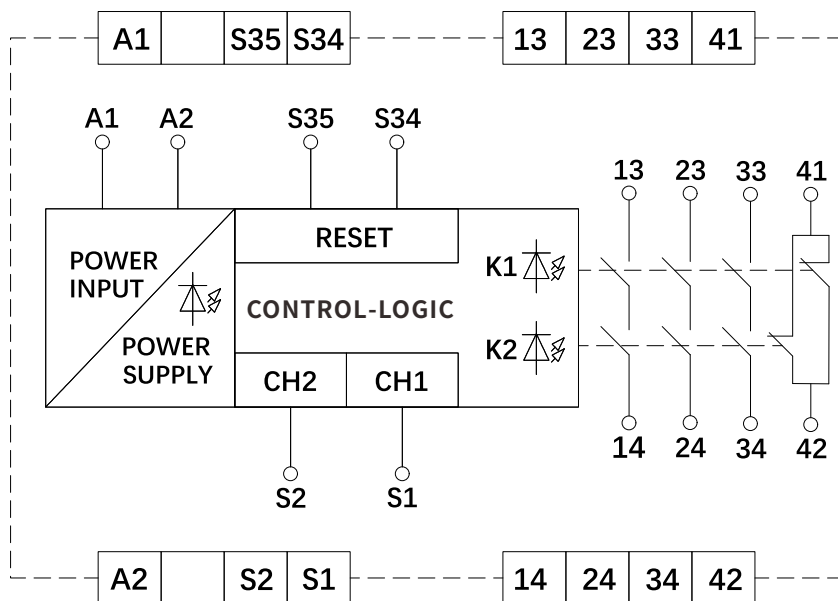 A1 S35 S34 13 23 33 41
A1 A2 S35 S34
13 23 33 41
RESET
POWER
INPUT
K1
CONTROL-LOGIC
POWER
SUPPLY
K2
CH2 CH1
14 24 34 42
S2 S1
A2 S2 S1 14 24 34 42